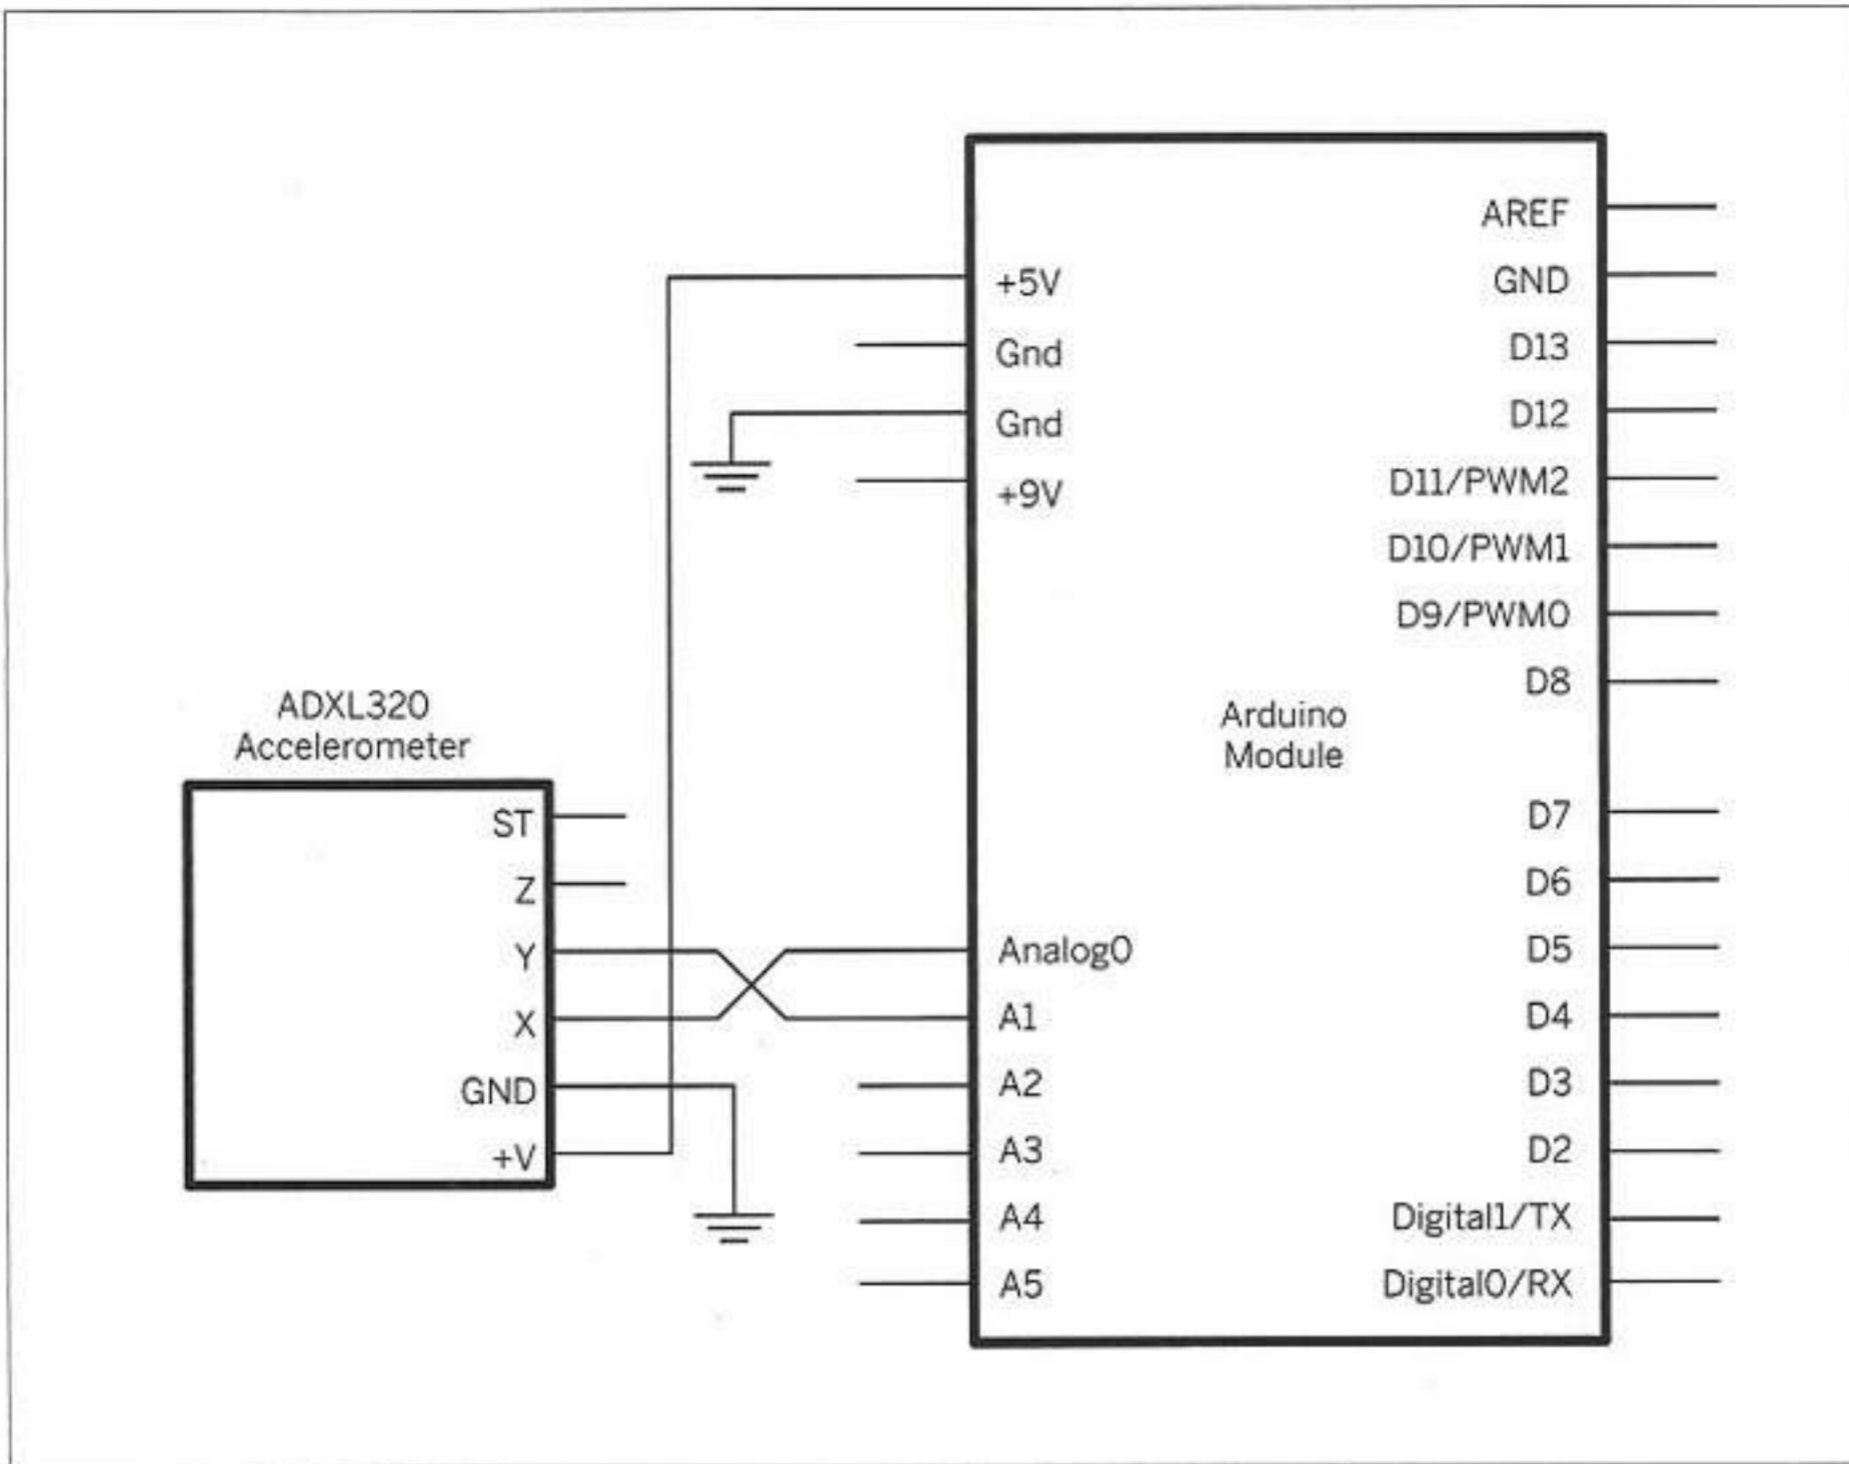 ADXL320
Accelerometer
ST
Z
Y
X
GND
+V
+5V
Gnd
Gnd
+9V
Analog0
A1
A2
A3
A4
A5
Arduino
Module
AREF
GND
D13
D12
D11/PWM2
D10/PWM1
D9/PWM0
D8
D7
D6
D5
D4
D3
D2
Digital1/TX
Digital0/RX